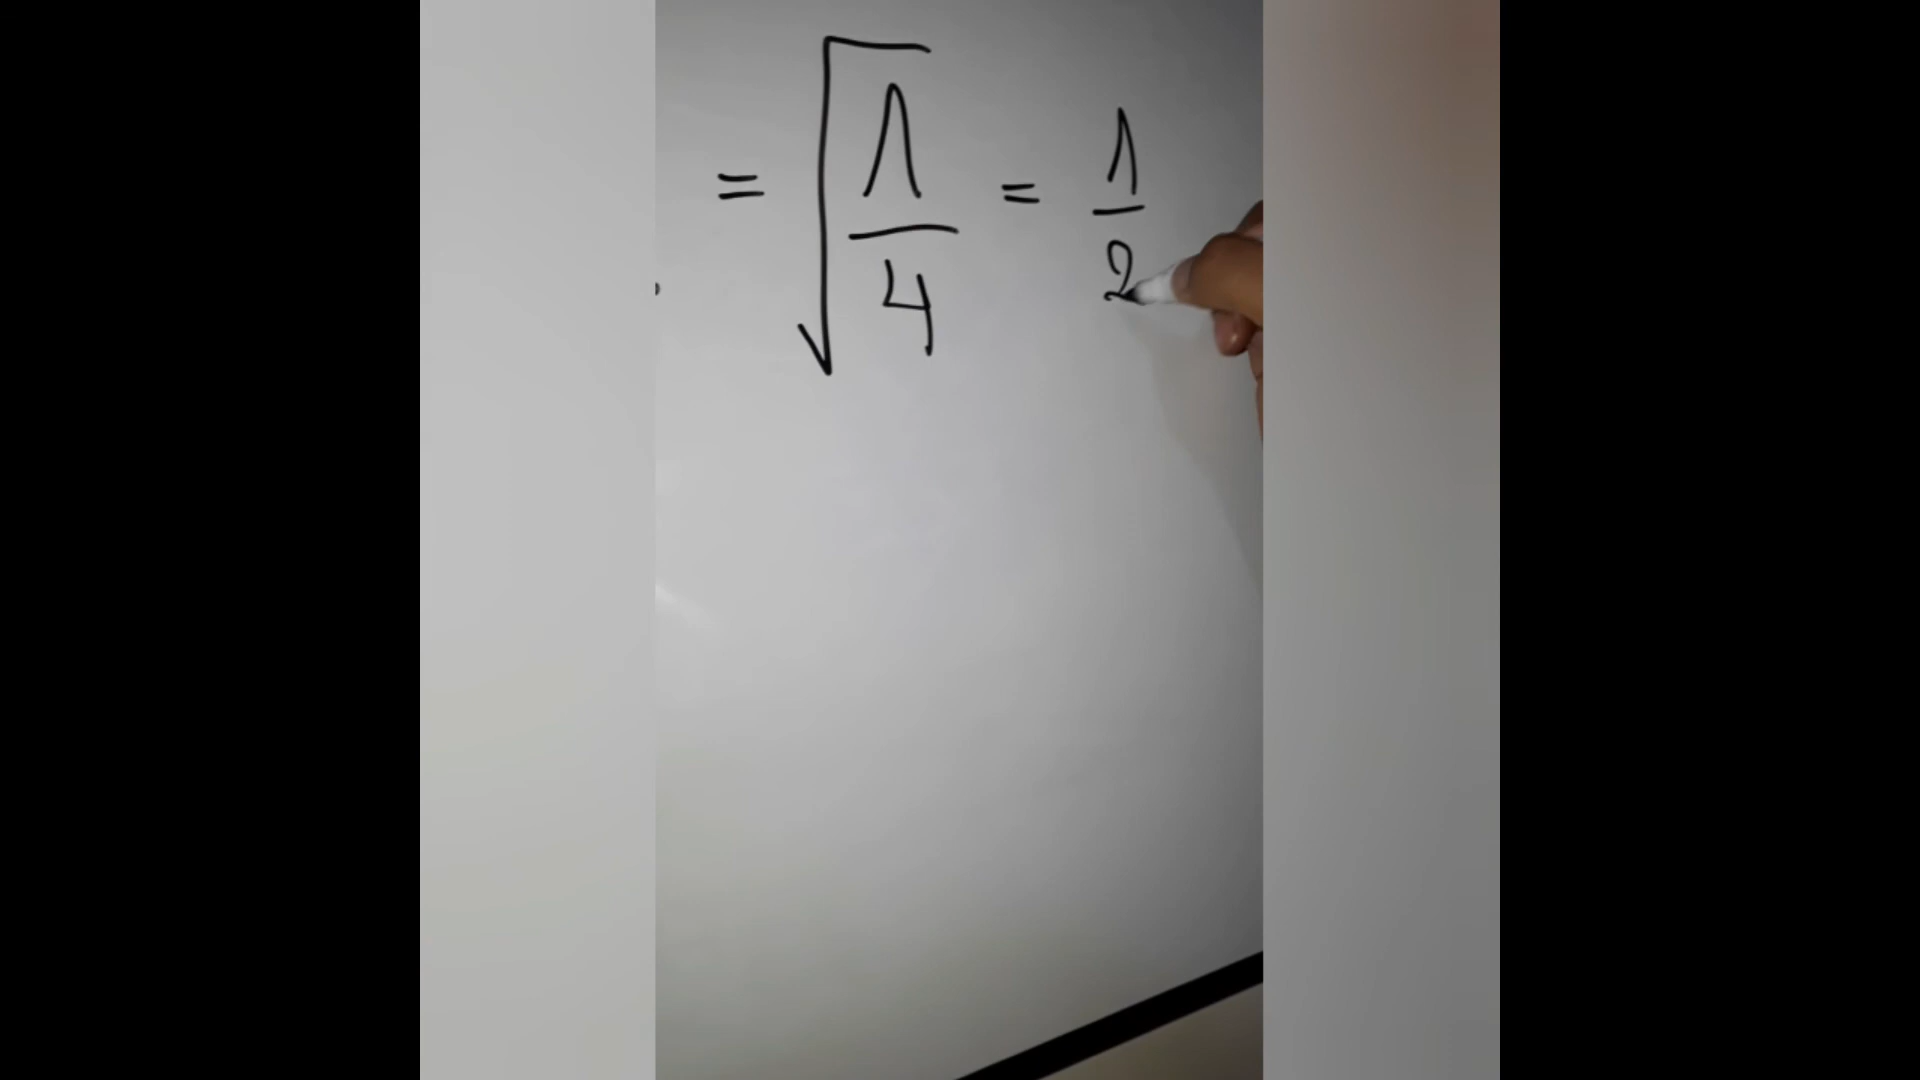 = √(1/4) = 1/2